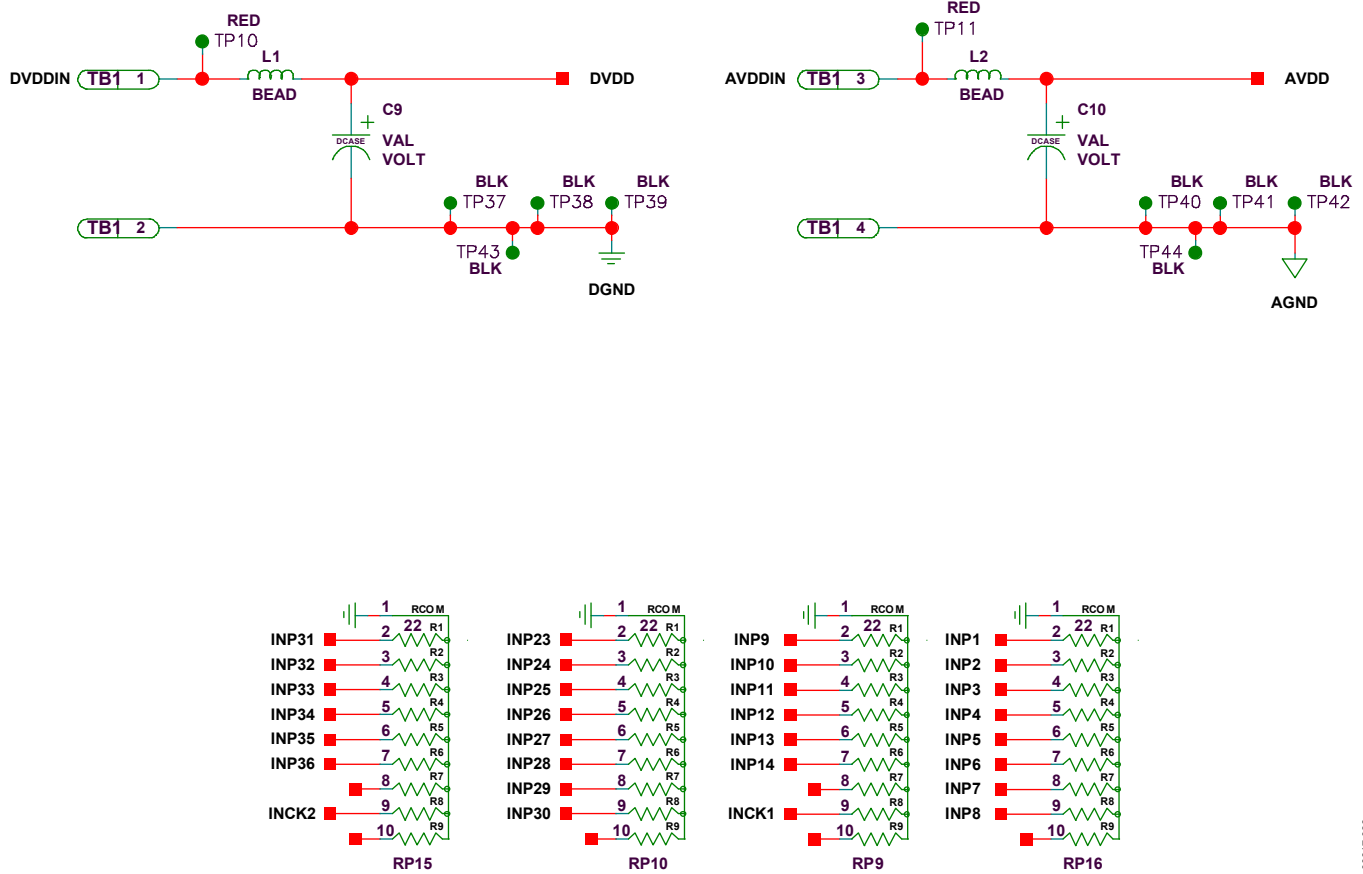 RED
TP10
L1
DVDDIN TB1 1 DVDD
BEAD
C9
+
DCASE VAL
VOLT
BLK BLK BLK
TP37 TP38 TP39
TB1 2
TP43
BLK
DGND
RED
TP11
L2
AVDDIN TB1 3 AVDD
BEAD
C10
+
DCASE VAL
VOLT
BLK BLK BLK
TP40 TP41 TP42
TB1 4
TP44
BLK
AGND
1 RCOM
22 R1
INP31 2
INP32 3 R2
INP33 4 R3
INP34 5 R4
INP35 6 R5
INP36 7 R6
8 R7
INCK2 9 R8
10 R9
RP15
1 RCOM
22 R1
INP23 2
INP24 3 R2
INP25 4 R3
INP26 5 R4
INP27 6 R5
INP28 7 R6
INP29 8 R7
INP30 9 R8
10 R9
RP10
1 RCOM
22 R1
INP9 2
INP10 3 R2
INP11 4 R3
INP12 5 R4
INP13 6 R5
INP14 7 R6
8 R7
INCK1 9 R8
10 R9
RP9
1 RCOM
22 R1
INP1 2
INP2 3 R2
INP3 4 R3
INP4 5 R4
INP5 6 R5
INP6 7 R6
INP7 8 R7
INP8 9 R8
10 R9
RP16